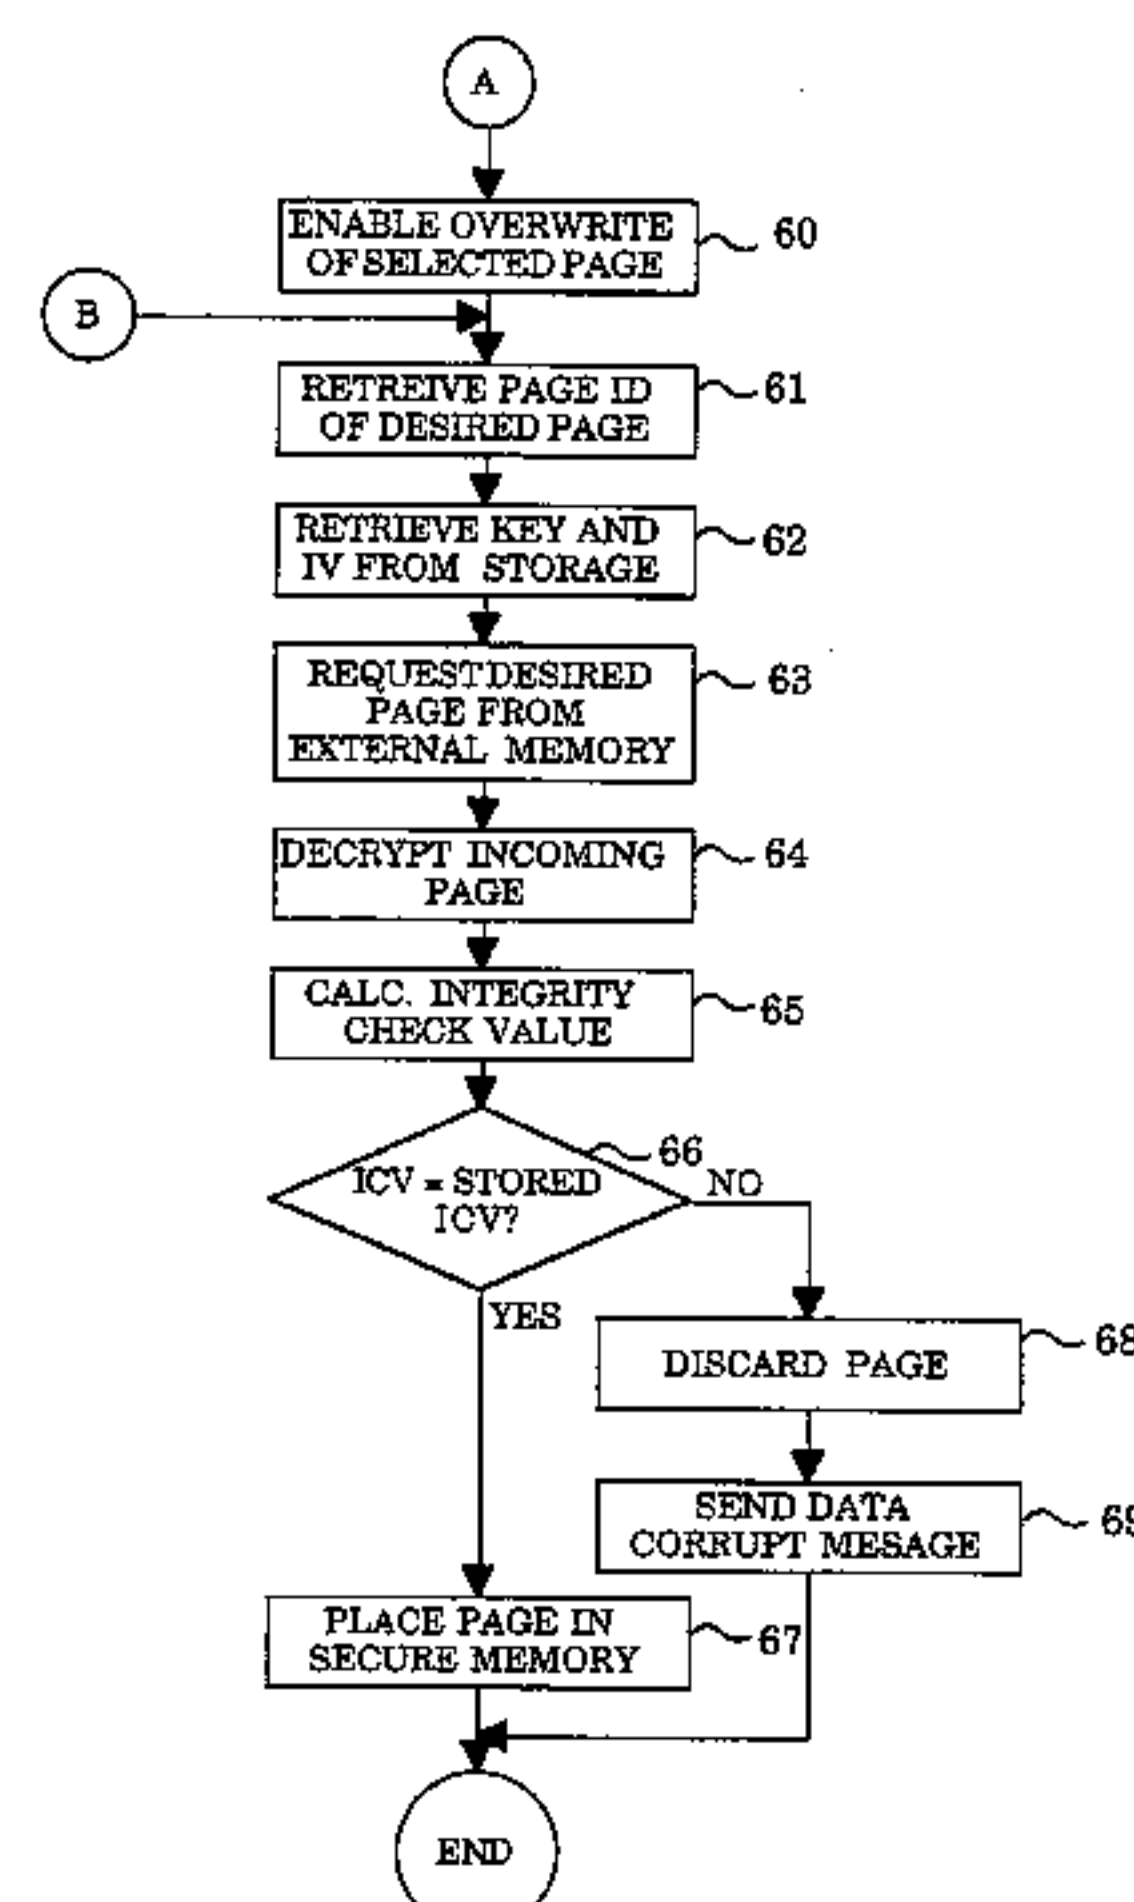 A
ENABLE OVERWRITE
OF SELECTED PAGE
60
B
RETREIVE PAGE ID
OF DESIRED PAGE
61
RETRIEVE KEY AND
IV FROM STORAGE
62
REQUEST DESIRED
PAGE FROM
EXTERNAL MEMORY
63
DECRYPT INCOMING
PAGE
64
CALC. INTEGRITY
CHECK VALUE
65
ICV = STORED
ICV?
66
NO
YES
DISCARD PAGE
68
SEND DATA
CORRUPT MESAGE
69
PLACE PAGE IN
SECURE MEMORY
67
END